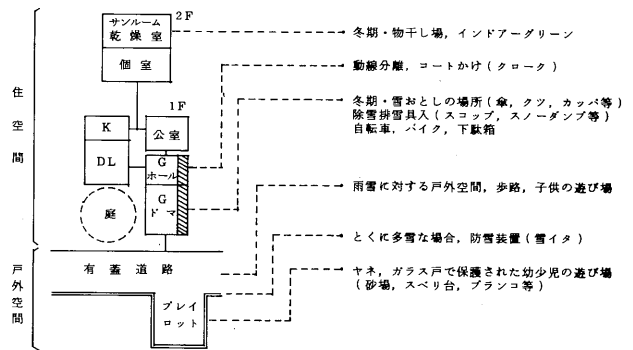 2F
サンルーム
乾燥室
個室
1F
K
公室
DL
G
ホール
G
ドマ
庭
住空間
戸外空間
有蓋道路
プレイ
ロット
冬期・物干し場，インドアーグリーン
動線分離，コートかけ（クローク）
冬期・雪おとしの場所（傘，クツ，カッパ等）
除雪排雪具入（スコップ，スノーダンプ等）
自転車，バイク，下駄箱
雨雪に対する戸外空間，歩路，子供の遊び場
とくに多雪な場合，防雪装置（雪イタ）
ヤネ，ガラス戸で保護された幼少児の遊び場
（砂場，スベリ台，ブランコ等）